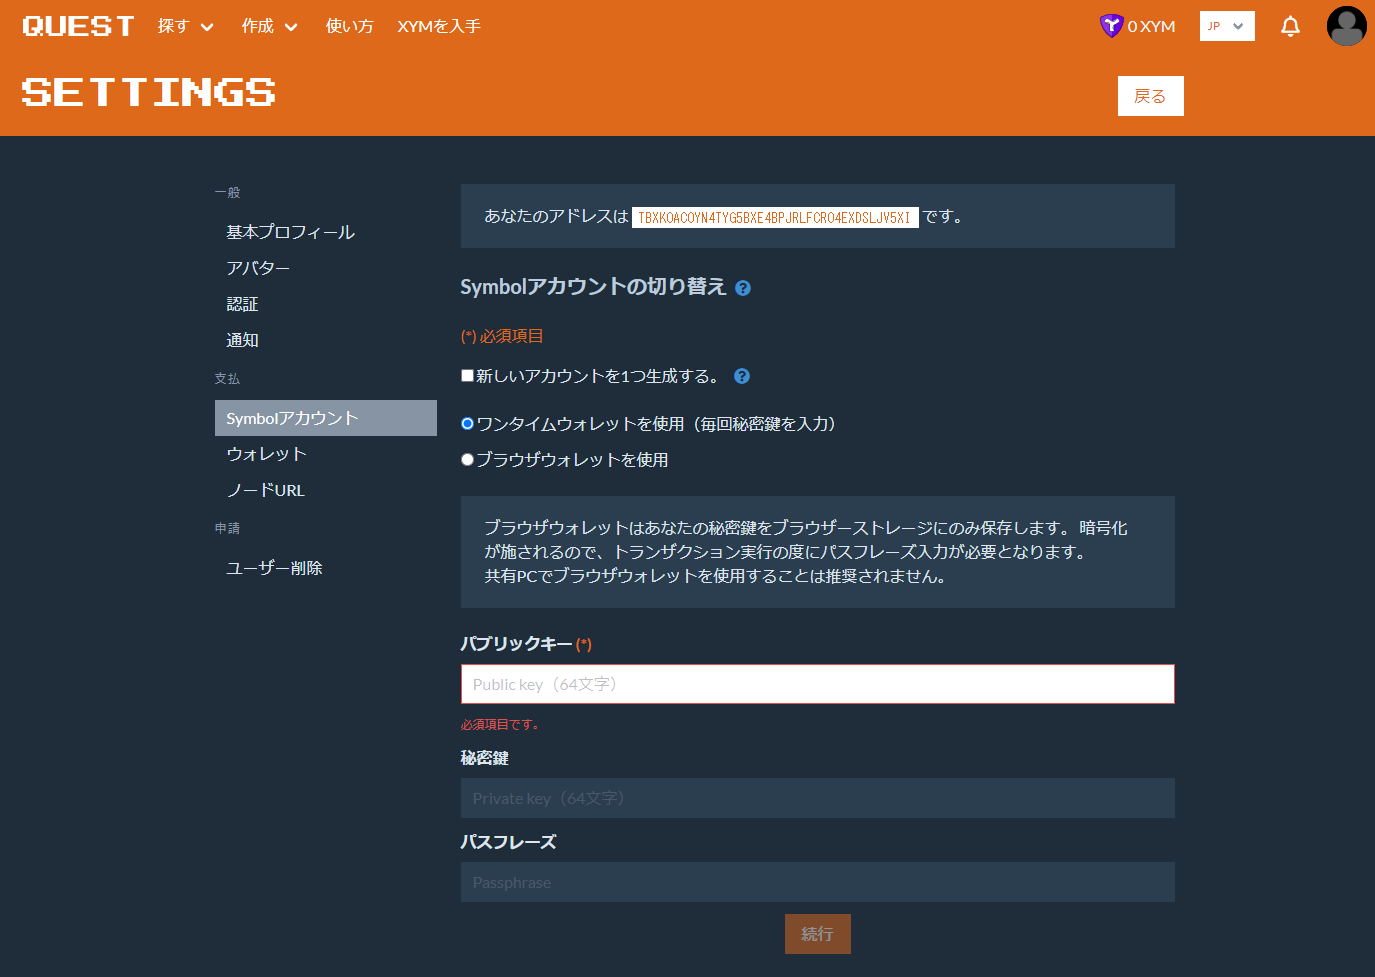 QUEST 探す 作成 使い方 XYMを入手 0 XYM JP
SETTINGS 戻る
一般
基本プロフィール
アバター
認証
通知
支払
Symbolアカウント
ウォレット
ノードURL
申請
ユーザー削除
あなたのアドレスは TBXKOACOYN4TYG5BXE4BPJRLFCRO4EXDSLJV5XI です。
Symbolアカウントの切り替え ?
(*) 必須項目
新しいアカウントを1つ生成する。 ?
ワンタイムウォレットを使用（毎回秘密鍵を入力）
ブラウザウォレットを使用
ブラウザウォレットはあなたの秘密鍵をブラウザーストレージにのみ保存します。暗号化
が施されるので、トランザクション実行の度にパスフレーズ入力が必要となります。
共有PCでブラウザウォレットを使用することは推奨されません。
パブリックキー (*)
Public key（64文字）
必須項目です。
秘密鍵
Private key（64文字）
パスフレーズ
Passphrase
続行